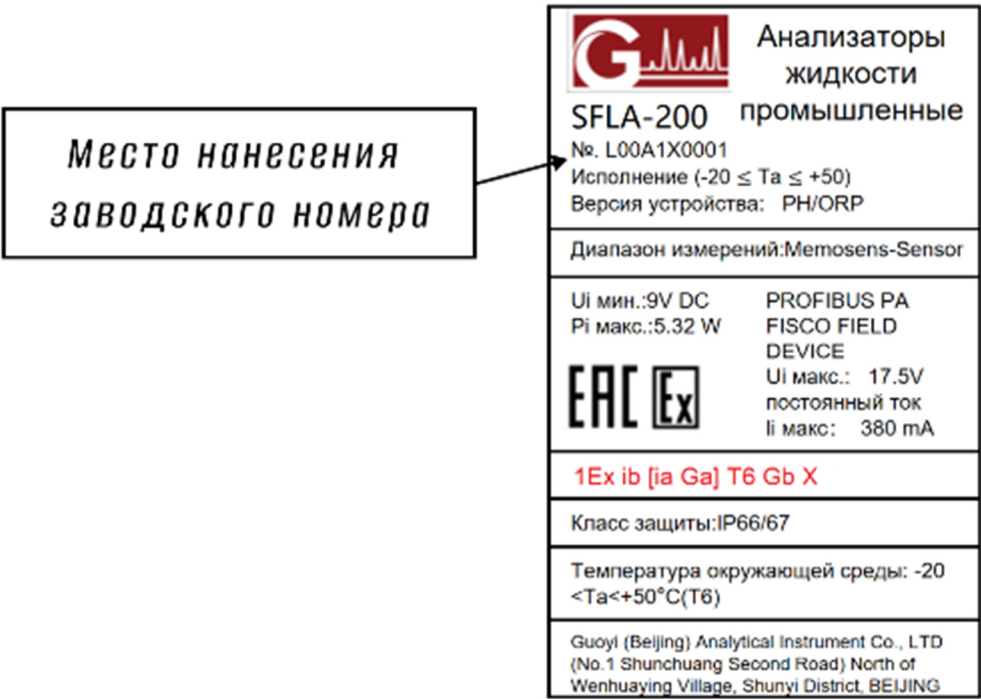 Место нанесения
заводского номера
G
Анализаторы
жидкости
промышленные
SFLA-200
№. L00A1X0001
Исполнение (-20 ≤ Ta ≤ +50)
Версия устройства: PH/ORP
Диапазон измерений:Memosens-Sensor
Ui мин.:9V DC
Pi макс.:5.32 W
PROFIBUS PA
FISCO FIELD
DEVICE
Ui макс.: 17.5V
постоянный ток
Ii макс: 380 mA
EAC Ex
1Ex ib [ia Ga] T6 Gb X
Класс защиты:IP66/67
Температура окружающей среды: -20
<Ta<+50°C(T6)
Guoyi (Beijing) Analytical Instrument Co., LTD
(No.1 Shunchuang Second Road) North of
Wenhuaying Village, Shunyi District, BEIJING